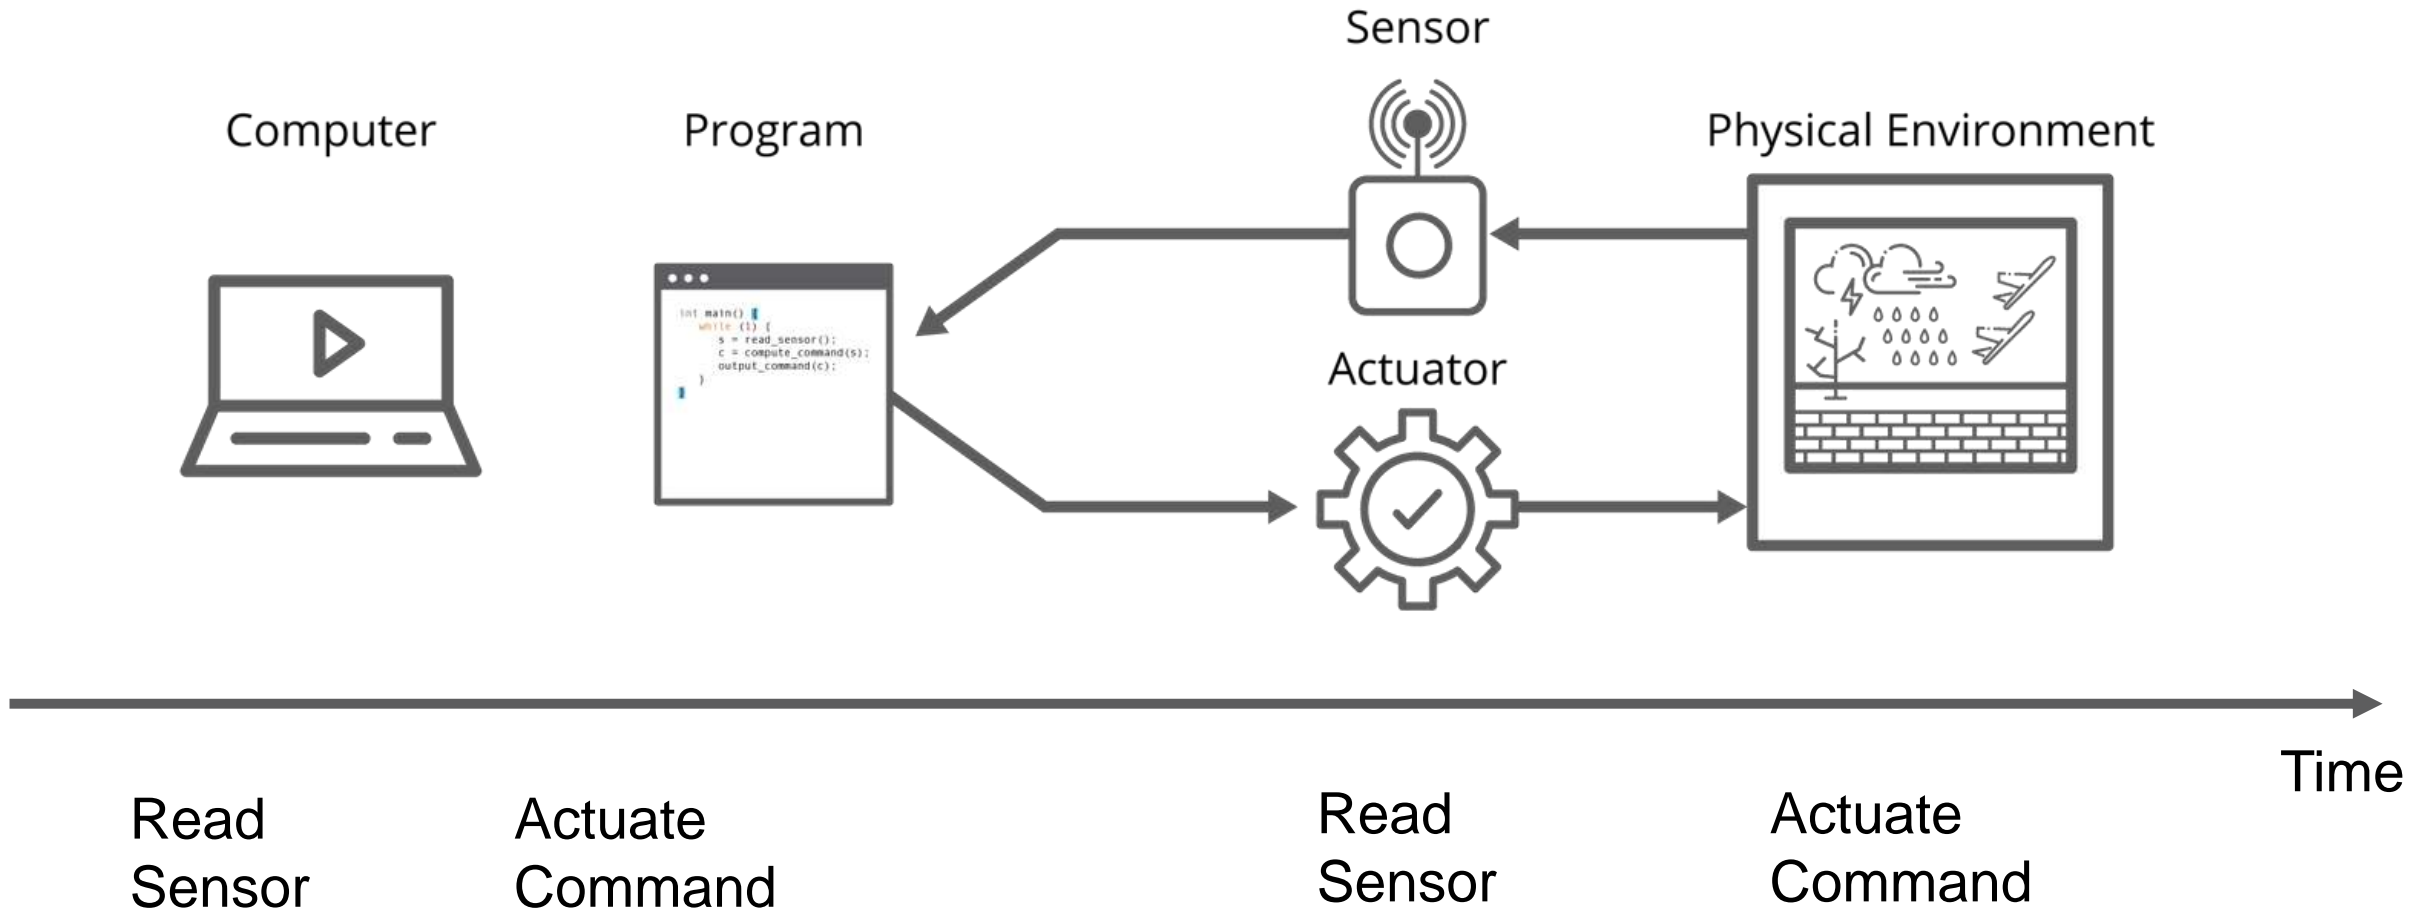 Sensor
Computer
Program
Physical Environment
int main() {
while (1) {
s = read_sensor();
c = compute_command(s);
output_command(c);
}
}
Actuator
Time
Read
Sensor
Actuate
Command
Read
Sensor
Actuate
Command